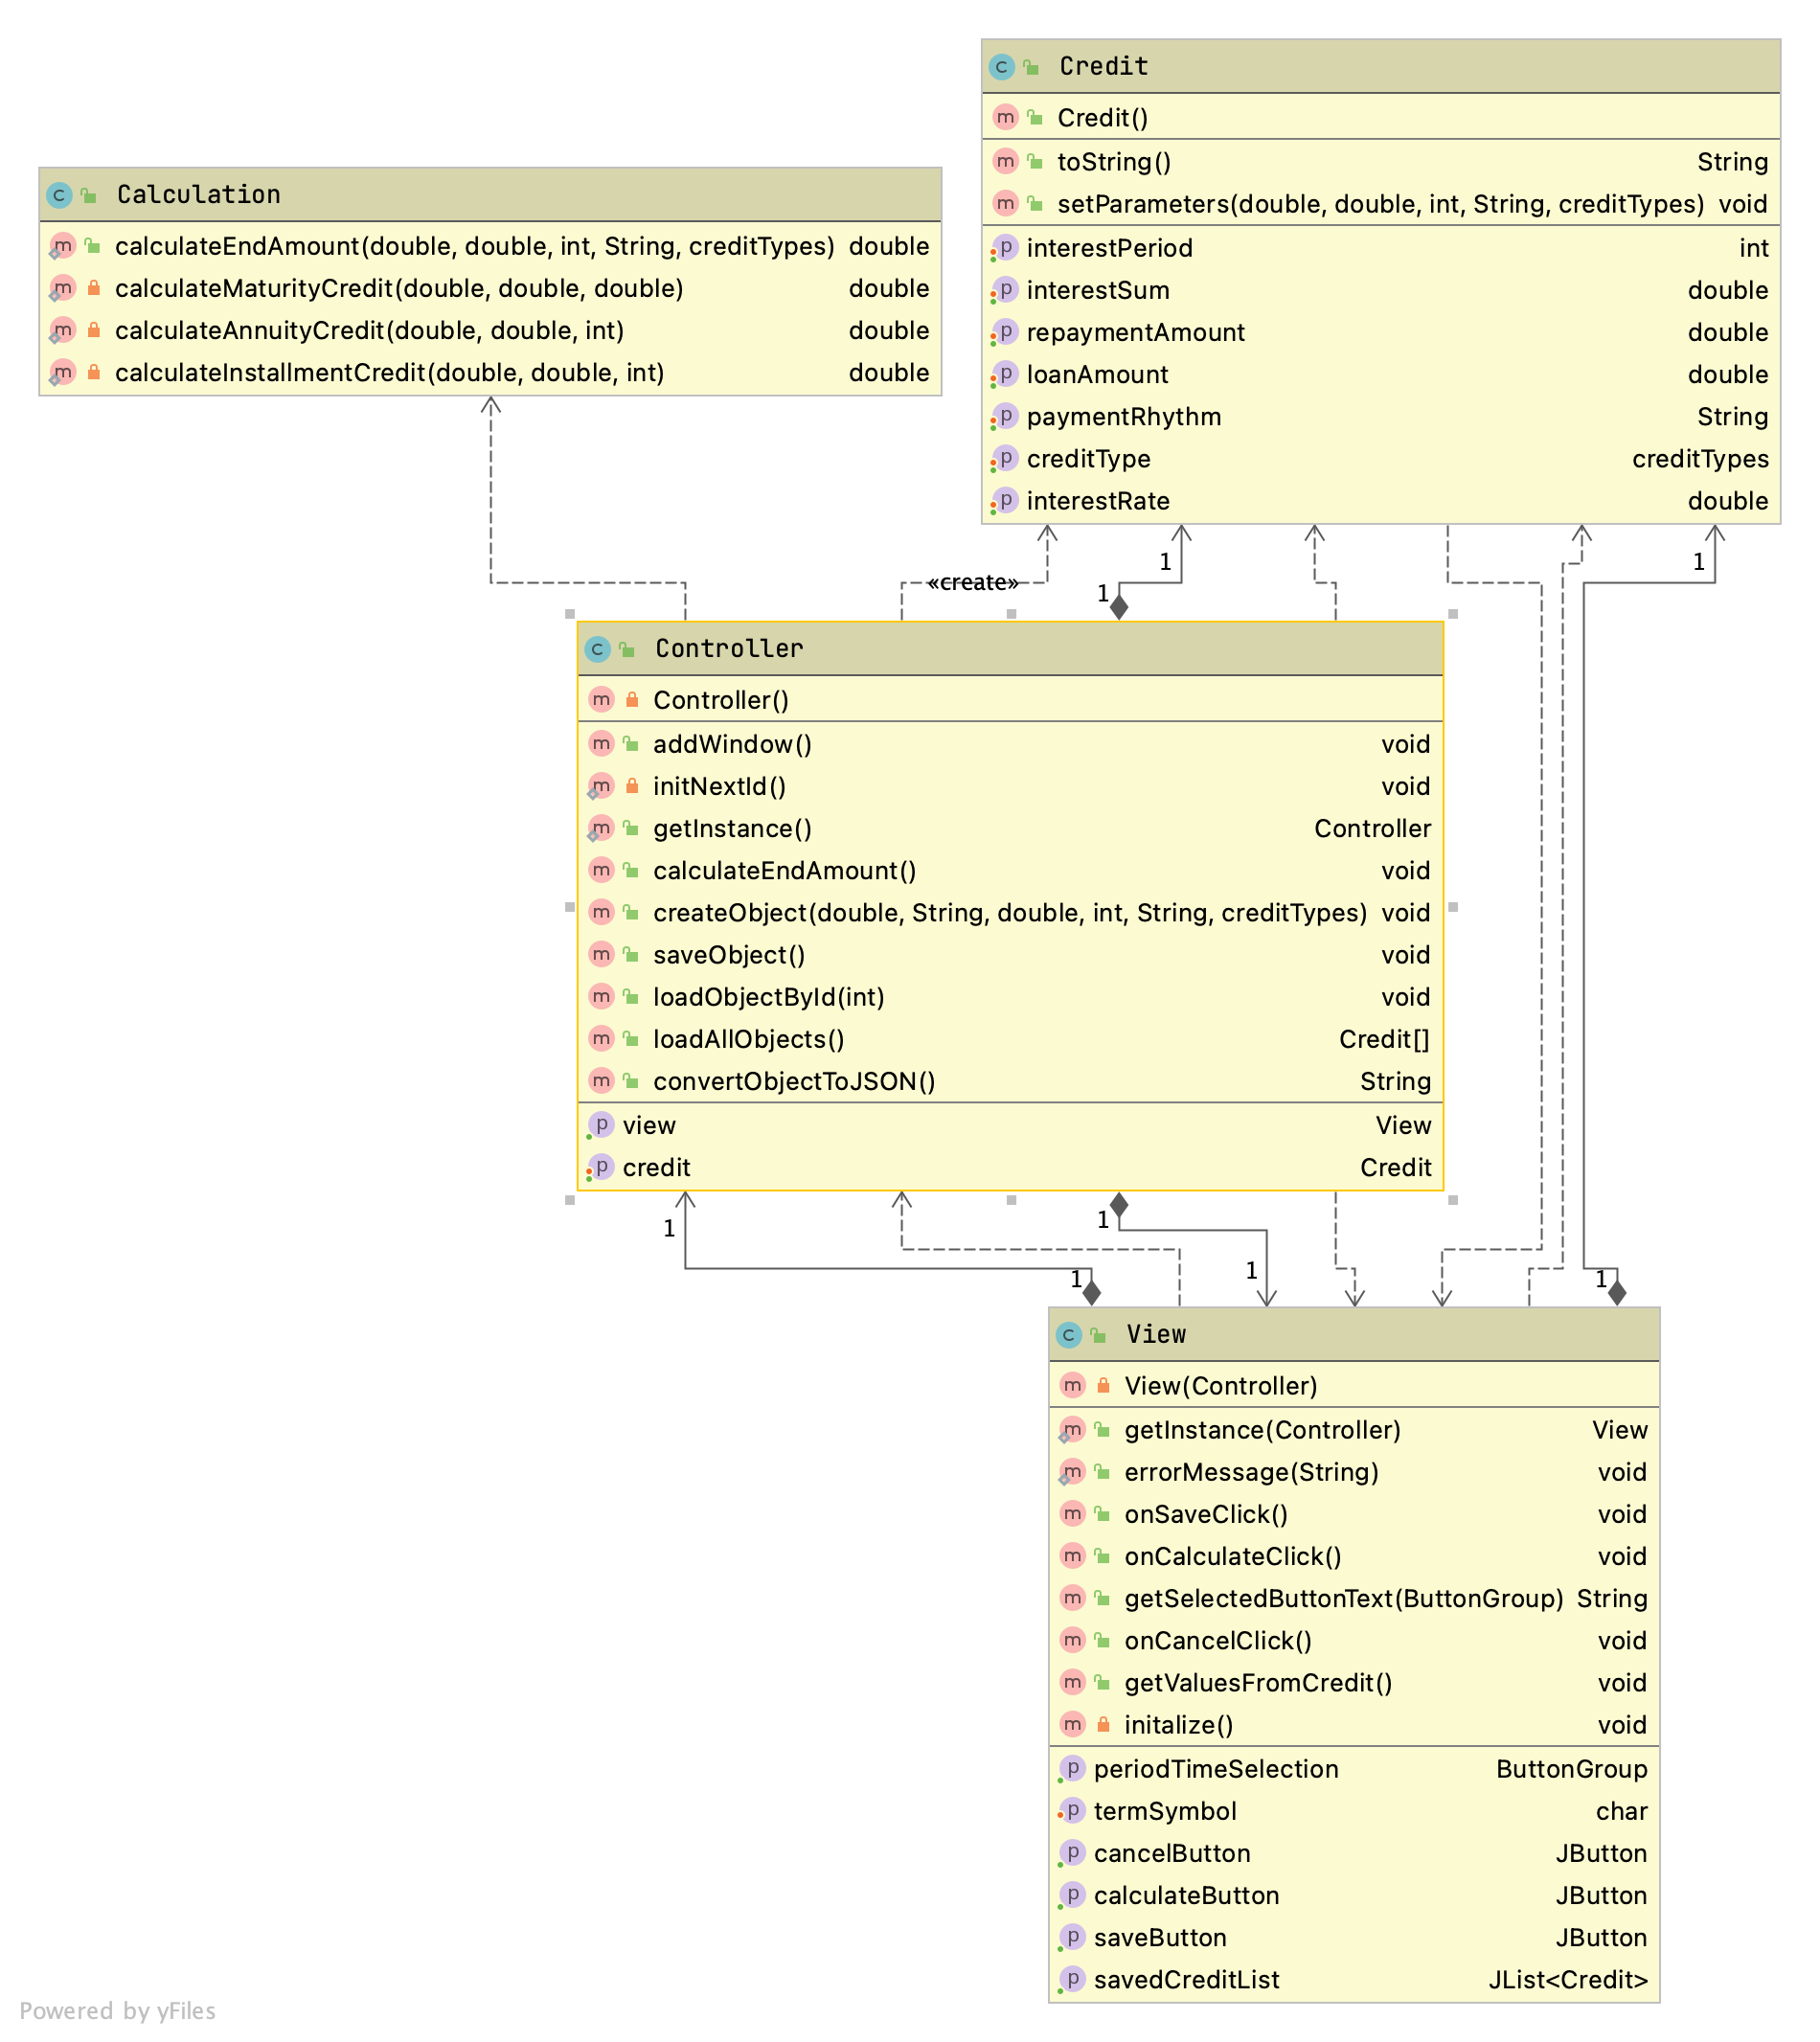 Credit
Credit()
toString() String
setParameters(double, double, int, String, creditTypes) void
interestPeriod int
interestSum double
repaymentAmount double
loanAmount double
paymentRhythm String
creditType creditTypes
interestRate double
Calculation
calculateEndAmount(double, double, int, String, creditTypes) double
calculateMaturityCredit(double, double, double) double
calculateAnnuityCredit(double, double, int) double
calculateInstallmentCredit(double, double, int) double
«create»
1
1
1
Controller
Controller()
addWindow() void
initNextId() void
getInstance() Controller
calculateEndAmount() void
createObject(double, String, double, int, String, creditTypes) void
saveObject() void
loadObjectById(int) void
loadAllObjects() Credit[]
convertObjectToJSON() String
view View
credit Credit
1
1
1
1
1
View
View(Controller)
getInstance(Controller) View
errorMessage(String) void
onSaveClick() void
onCalculateClick() void
getSelectedButtonText(ButtonGroup) String
onCancelClick() void
getValuesFromCredit() void
initalize() void
periodTimeSelection ButtonGroup
termSymbol char
cancelButton JButton
calculateButton JButton
saveButton JButton
savedCreditList JList<Credit>
Powered by yFiles